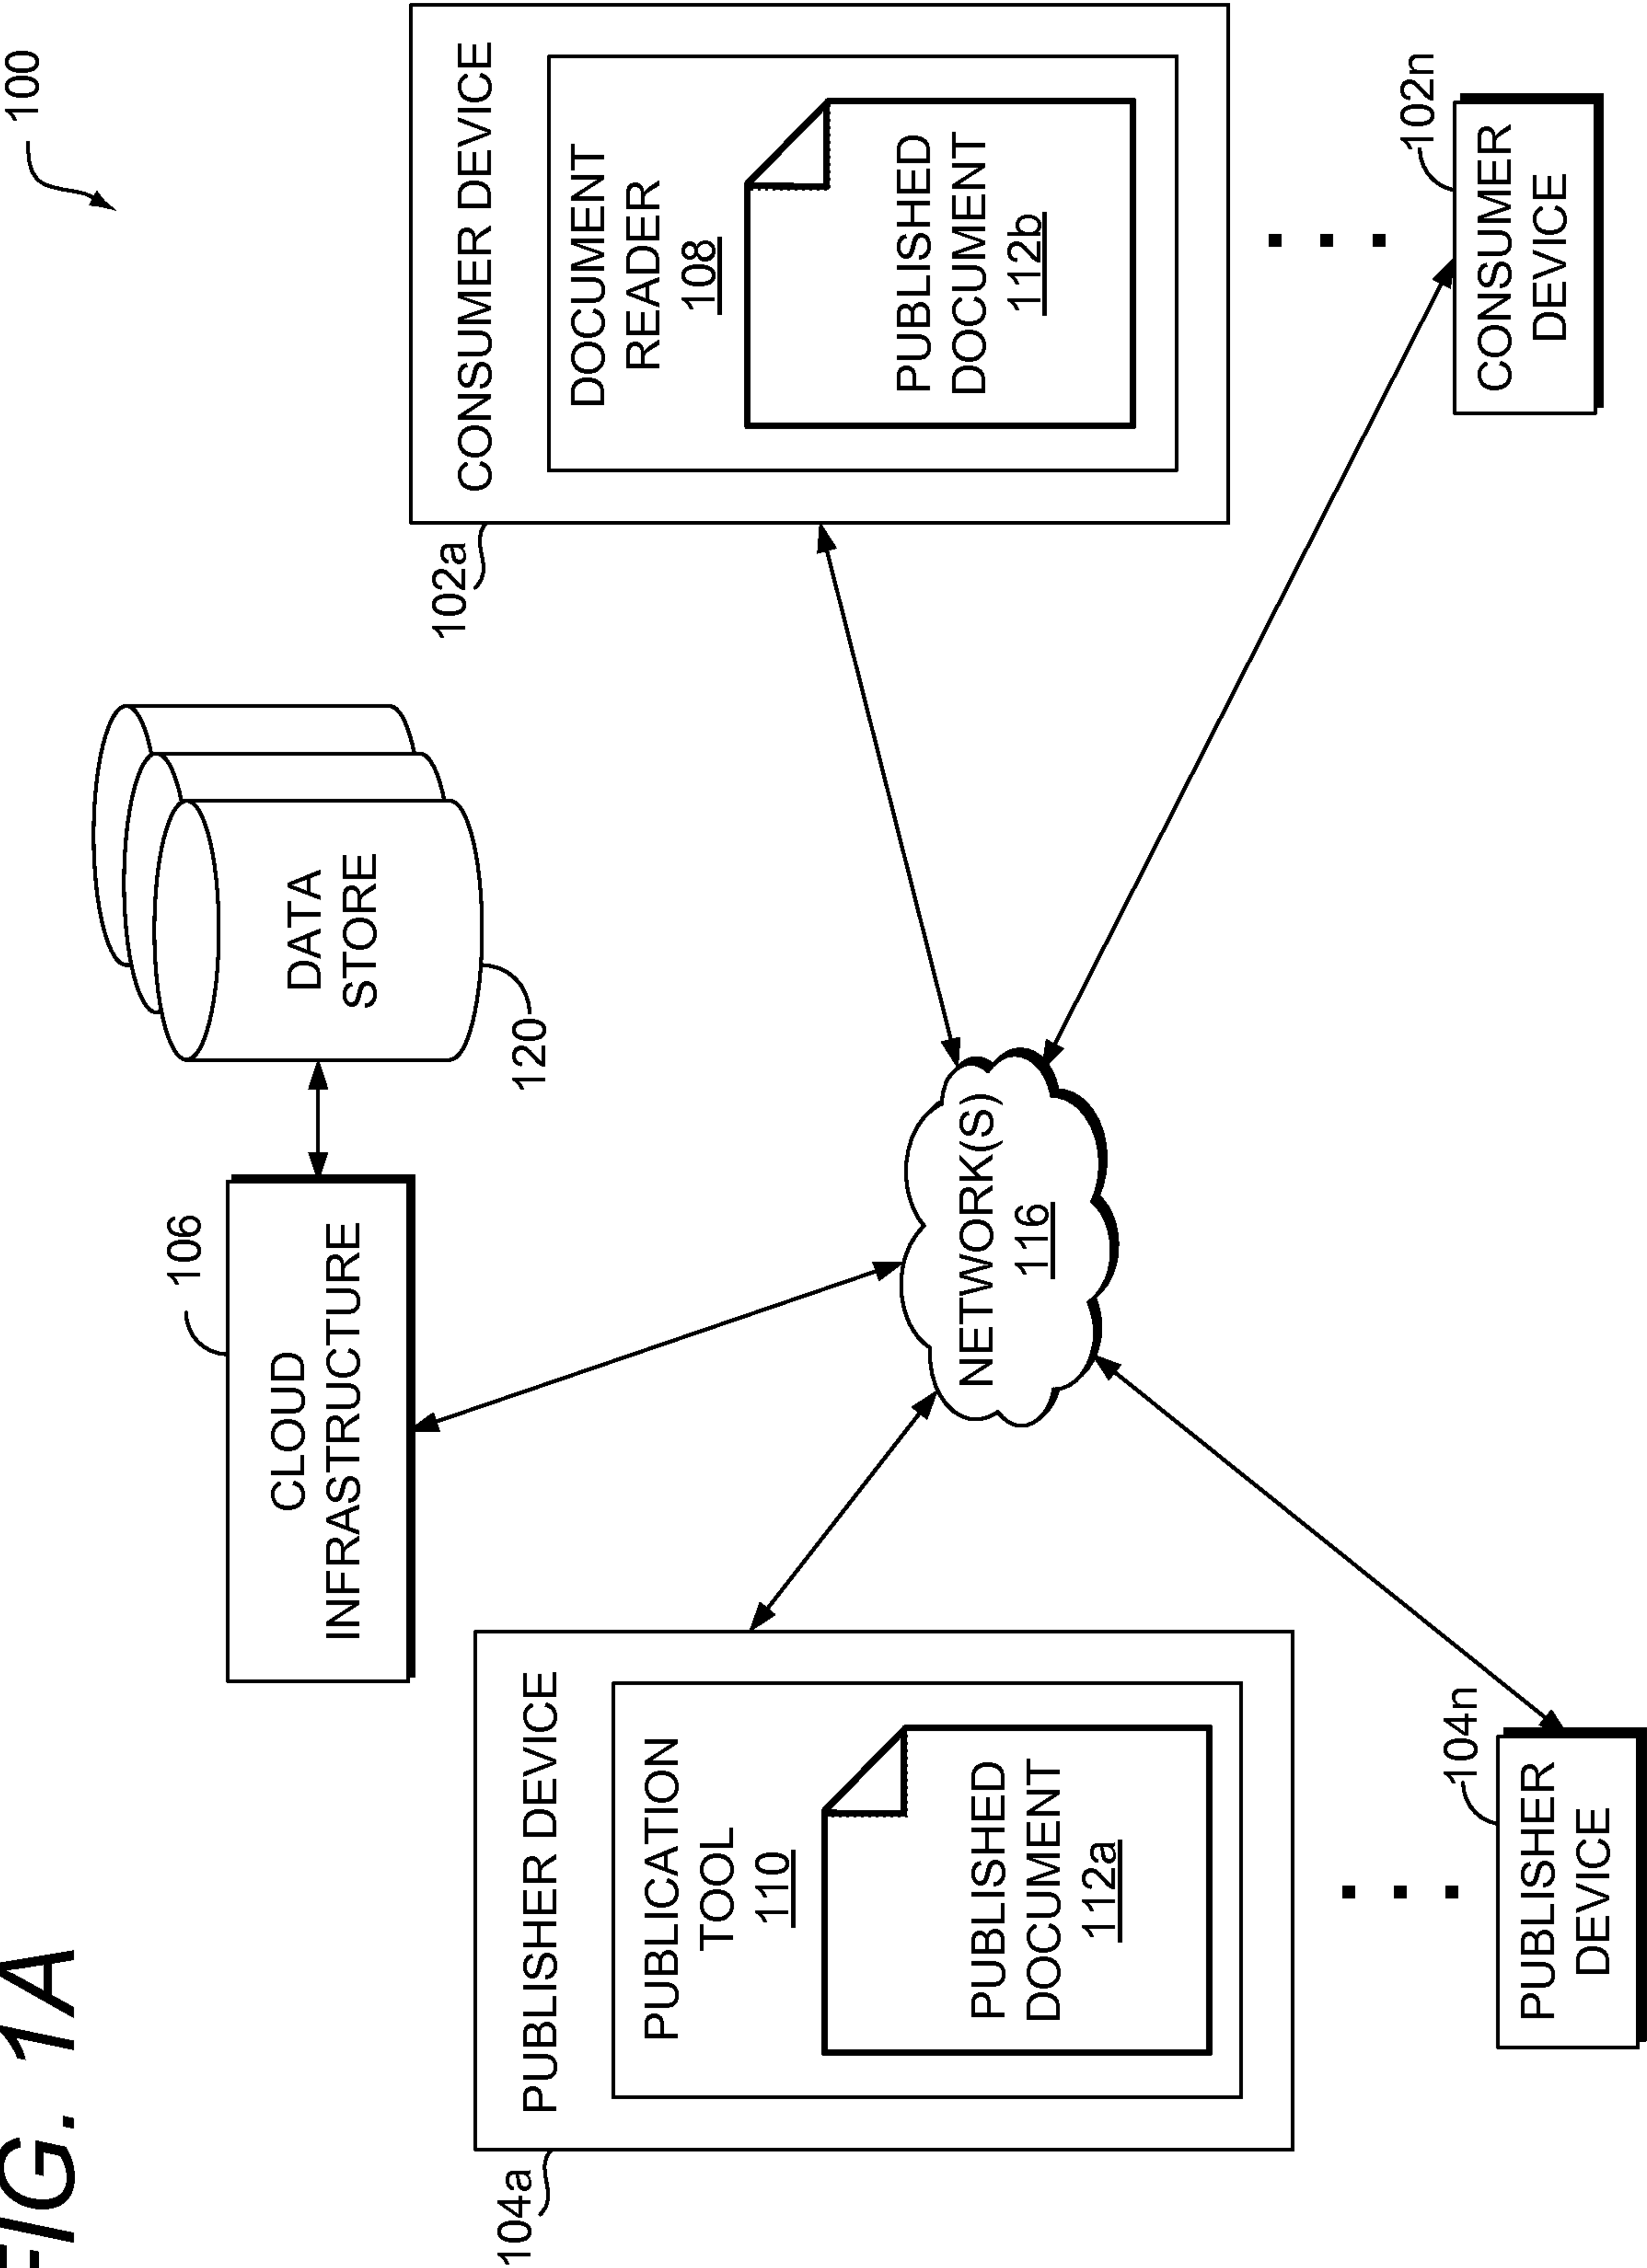 FIG. 1A
100
106
CLOUD
INFRASTRUCTURE
DATA
STORE
120
102a
CONSUMER DEVICE
DOCUMENT
READER
108
PUBLISHED
DOCUMENT
112b
104a
PUBLISHER DEVICE
PUBLICATION
TOOL
110
PUBLISHED
DOCUMENT
112a
NETWORK(S)
116
104n
PUBLISHER
DEVICE
102n
CONSUMER
DEVICE